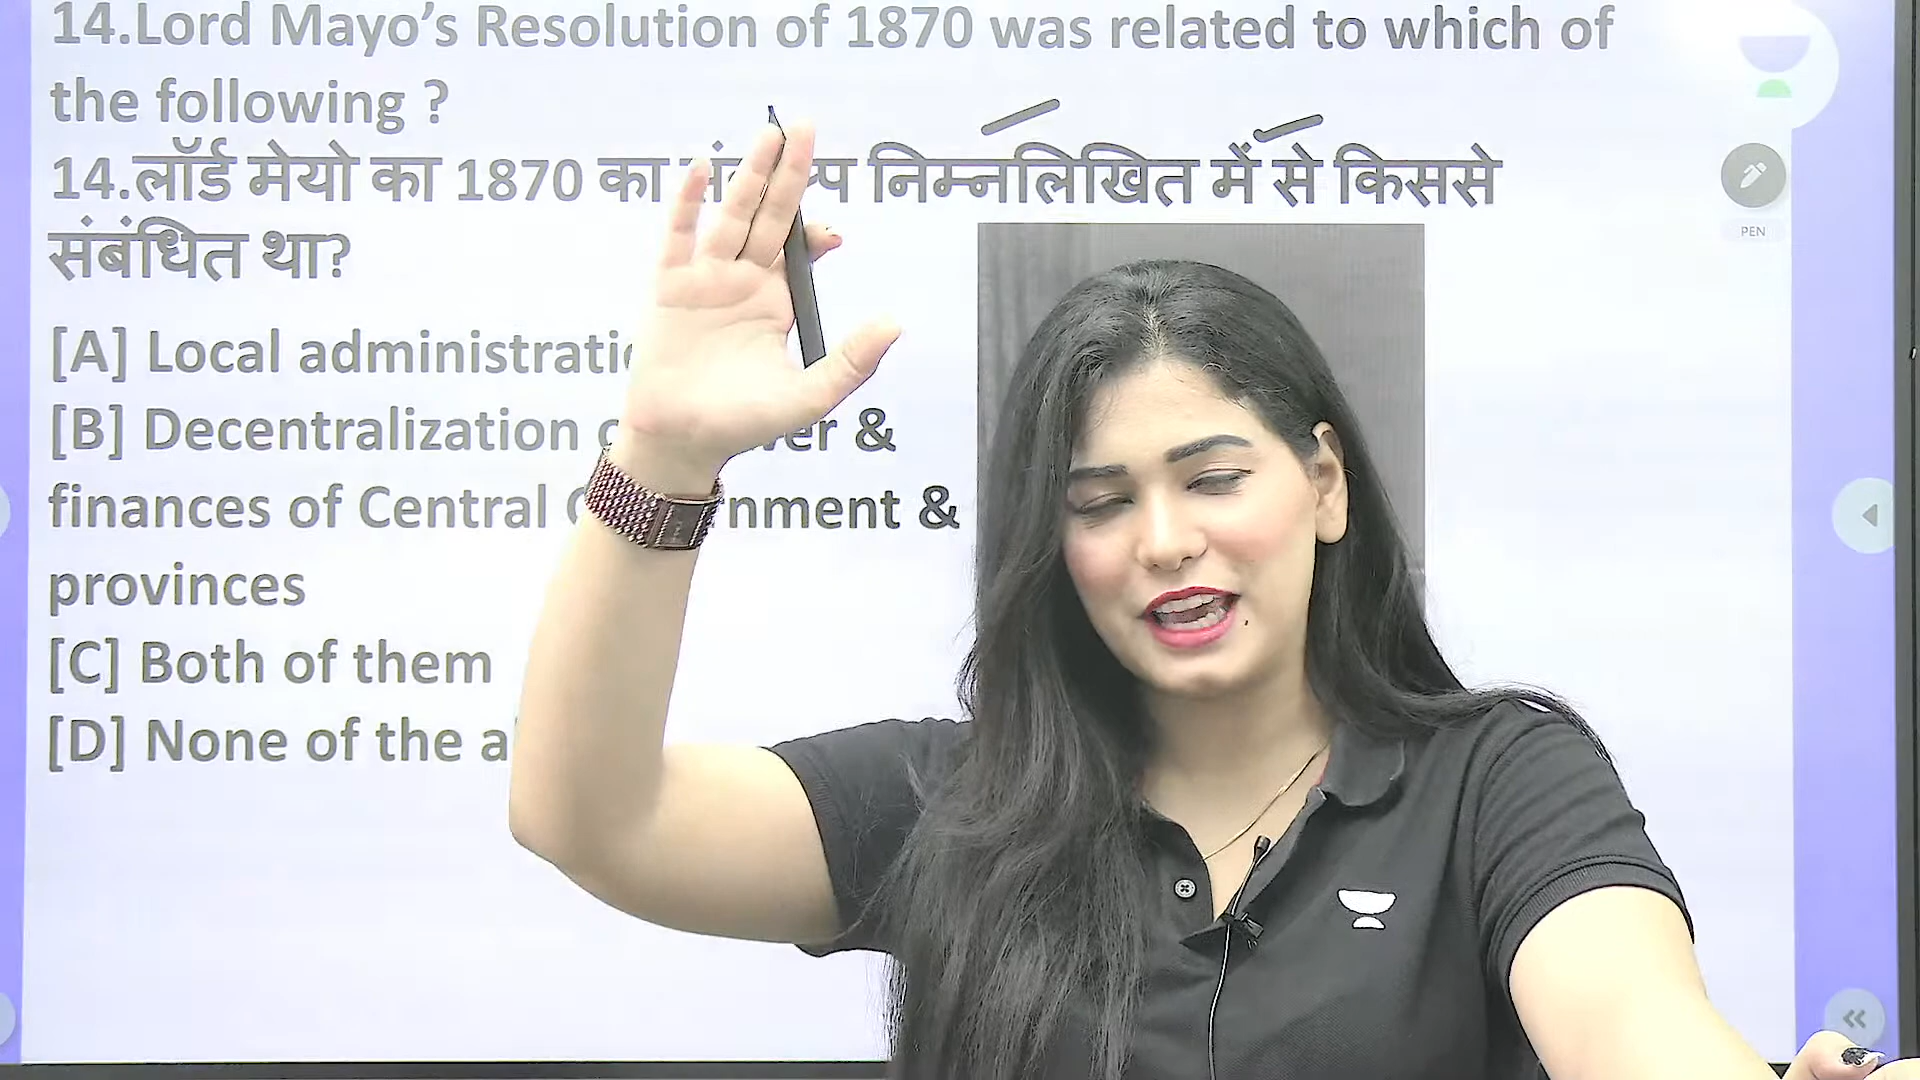 14.Lord Mayo’s Resolution of 1870 was related to which of
the following ?
14.लॉर्ड मेयो का 1870 का निम्नलिखित में से किससे
संबंधित था?
[A] Local
[B] Decentralization &
finances of Central &
provinces
[C] Both of them
[D] None of the
PEN